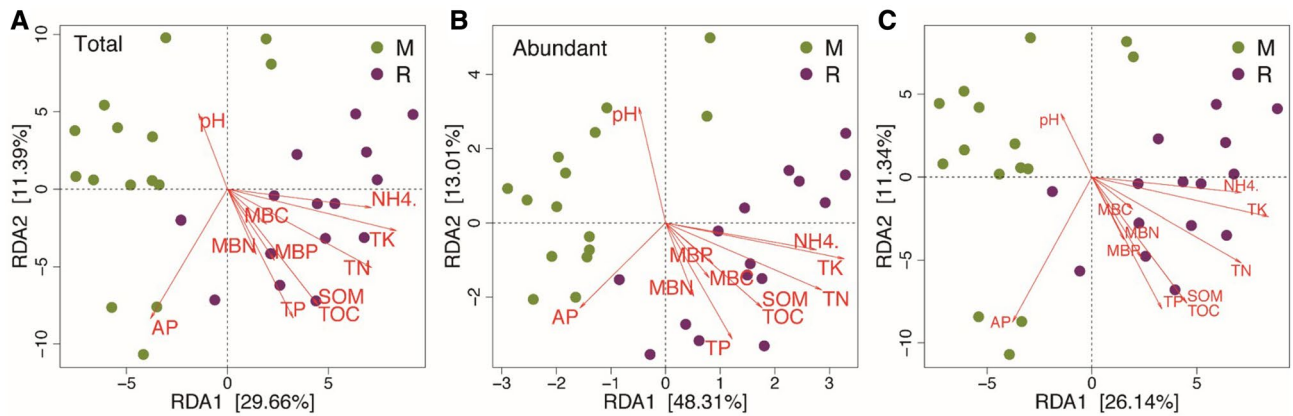 A
Total
M
R
10
5
0
−5
−10
RDA2 [11.39%]
pH
NH4.
MBC
TK
MBN
MBP
TN
SOM
TP
TOC
AP
−5
0
5
RDA1 [29.66%]
B
Abundant
M
R
4
2
0
−2
RDA2 [13.01%]
pH
NH4.
MBP
TK
MBC
MBN
TN
SOM
AP
TOC
TP
−3
−2
−1
0
1
2
3
RDA1 [48.31%]
C
M
R
5
0
−5
−10
RDA2 [11.34%]
pH
NH4.
MBC
TK
MBN
MBP
TN
SOM
TP
TOC
AP
−5
0
5
RDA1 [26.14%]